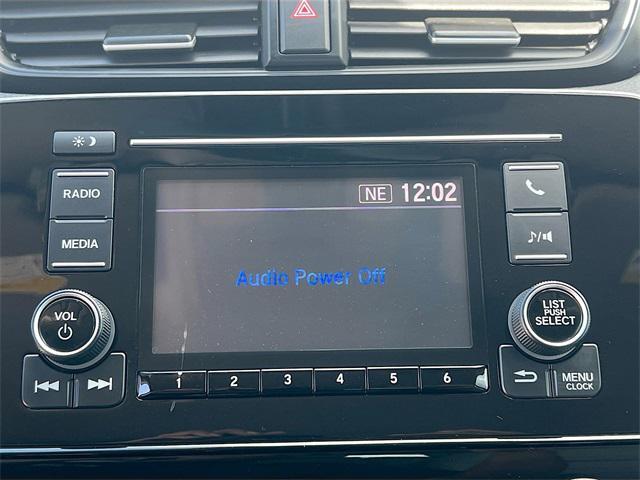 RADIO
MEDIA
NE 12:02
Audio Power Off
VOL
LIST
PUSH
SELECT
1 2 3 4 5 6
MENU
CLOCK